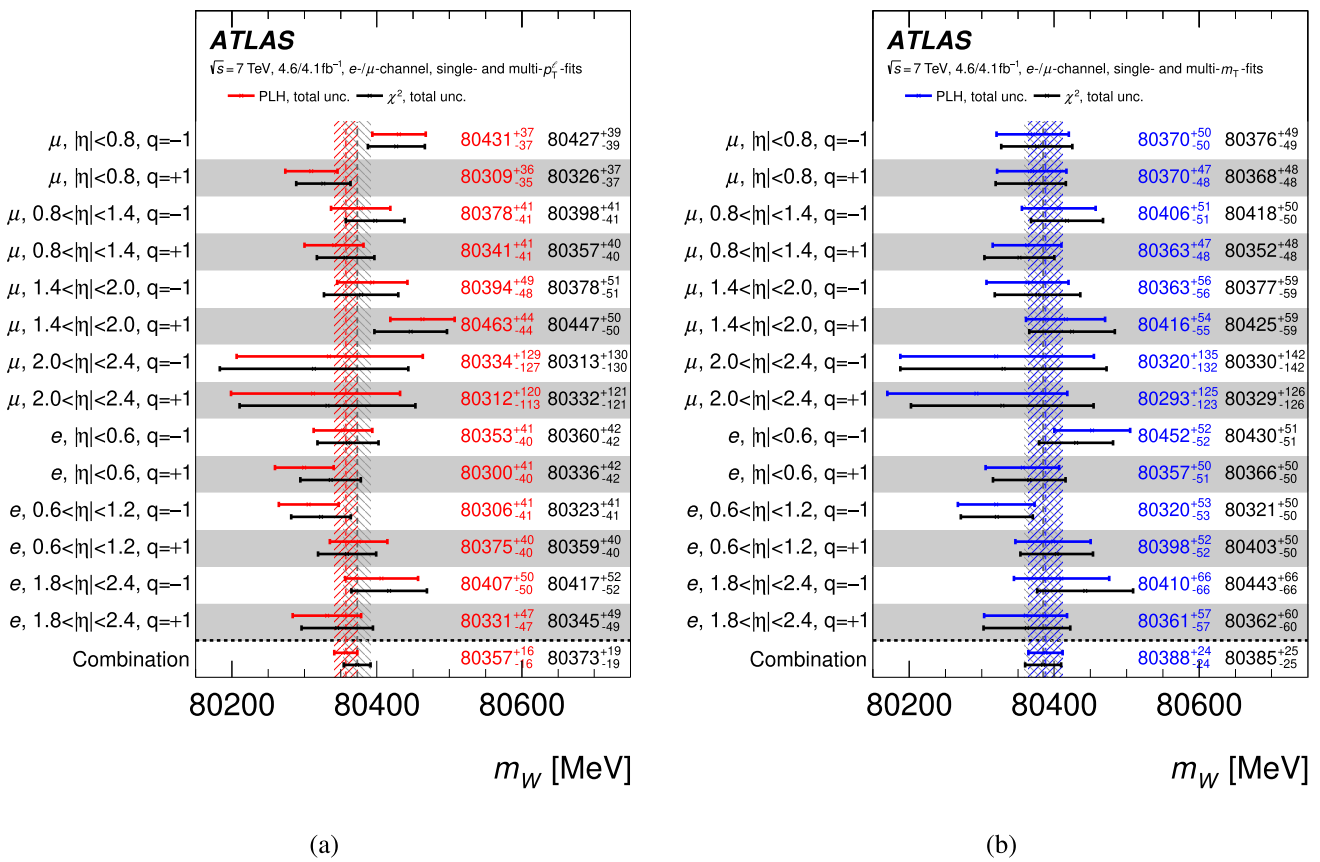 ATLAS
√s = 7 TeV, 4.6/4.1fb⁻¹, e-/μ-channel, single- and multi-p_T^ℓ-fits
PLH, total unc. χ², total unc.
μ, |η|<0.8, q=−1 80431 +37 -37 80427 +39 -39
μ, |η|<0.8, q=+1 80309 +36 -35 80326 +37 -37
μ, 0.8<|η|<1.4, q=−1 80378 +41 -41 80398 +41 -41
μ, 0.8<|η|<1.4, q=+1 80341 +41 -41 80357 +40 -40
μ, 1.4<|η|<2.0, q=−1 80394 +49 -48 80378 +51 -51
μ, 1.4<|η|<2.0, q=+1 80463 +44 -44 80447 +50 -50
μ, 2.0<|η|<2.4, q=−1 80334 +129 -127 80313 +130 -130
μ, 2.0<|η|<2.4, q=+1 80312 +120 -113 80332 +121 -121
e, |η|<0.6, q=−1 80353 +41 -40 80360 +42 -42
e, |η|<0.6, q=+1 80300 +41 -40 80336 +42 -42
e, 0.6<|η|<1.2, q=−1 80306 +41 -41 80323 +41 -41
e, 0.6<|η|<1.2, q=+1 80375 +40 -40 80359 +40 -40
e, 1.8<|η|<2.4, q=−1 80407 +50 -50 80417 +52 -52
e, 1.8<|η|<2.4, q=+1 80331 +47 -47 80345 +49 -49
Combination 80357 +16 -16 80373 +19 -19
80200 80400 80600
m_W [MeV]
(a)
ATLAS
√s = 7 TeV, 4.6/4.1fb⁻¹, e-/μ-channel, single- and multi-m_T-fits
PLH, total unc. χ², total unc.
μ, |η|<0.8, q=−1 80370 +50 -50 80376 +49 -49
μ, |η|<0.8, q=+1 80370 +47 -48 80368 +48 -48
μ, 0.8<|η|<1.4, q=−1 80406 +51 -51 80418 +50 -50
μ, 0.8<|η|<1.4, q=+1 80363 +47 -48 80352 +48 -48
μ, 1.4<|η|<2.0, q=−1 80363 +56 -56 80377 +59 -59
μ, 1.4<|η|<2.0, q=+1 80416 +54 -55 80425 +59 -59
μ, 2.0<|η|<2.4, q=−1 80320 +135 -132 80330 +142 -142
μ, 2.0<|η|<2.4, q=+1 80293 +125 -123 80329 +126 -126
e, |η|<0.6, q=−1 80452 +52 -52 80430 +51 -51
e, |η|<0.6, q=+1 80357 +50 -51 80366 +50 -50
e, 0.6<|η|<1.2, q=−1 80320 +53 -53 80321 +50 -50
e, 0.6<|η|<1.2, q=+1 80398 +52 -52 80403 +50 -50
e, 1.8<|η|<2.4, q=−1 80410 +66 -66 80443 +66 -66
e, 1.8<|η|<2.4, q=+1 80361 +57 -57 80362 +60 -60
Combination 80388 +24 -24 80385 +25 -25
80200 80400 80600
m_W [MeV]
(b)